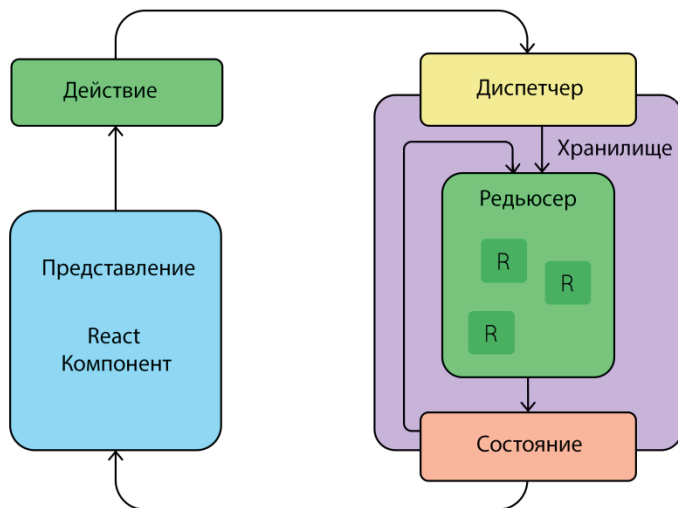 Действие
Диспетчер
Хранилище
Редьюсер
R
R
R
Представление
React
Компонент
Состояние